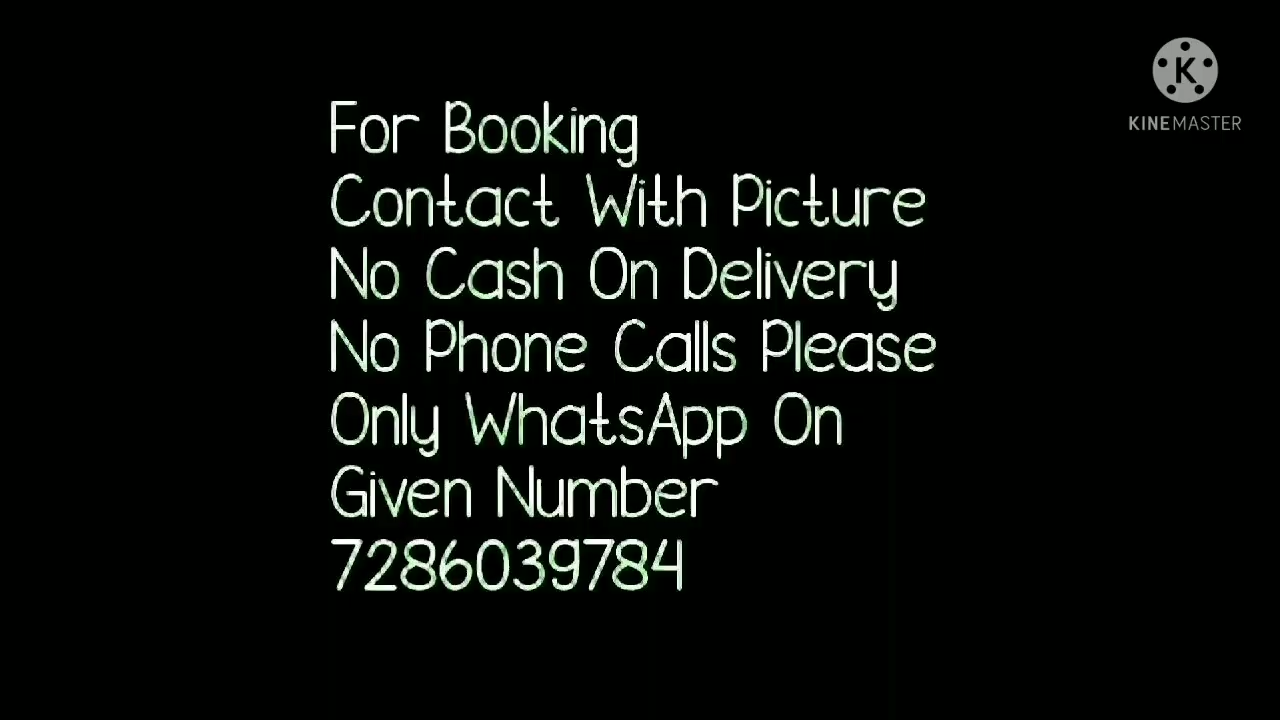 For Booking
Contact With Picture
No Cash On Delivery
No Phone Calls Please
Only WhatsApp On
Given Number
7286039784
KINEMASTER